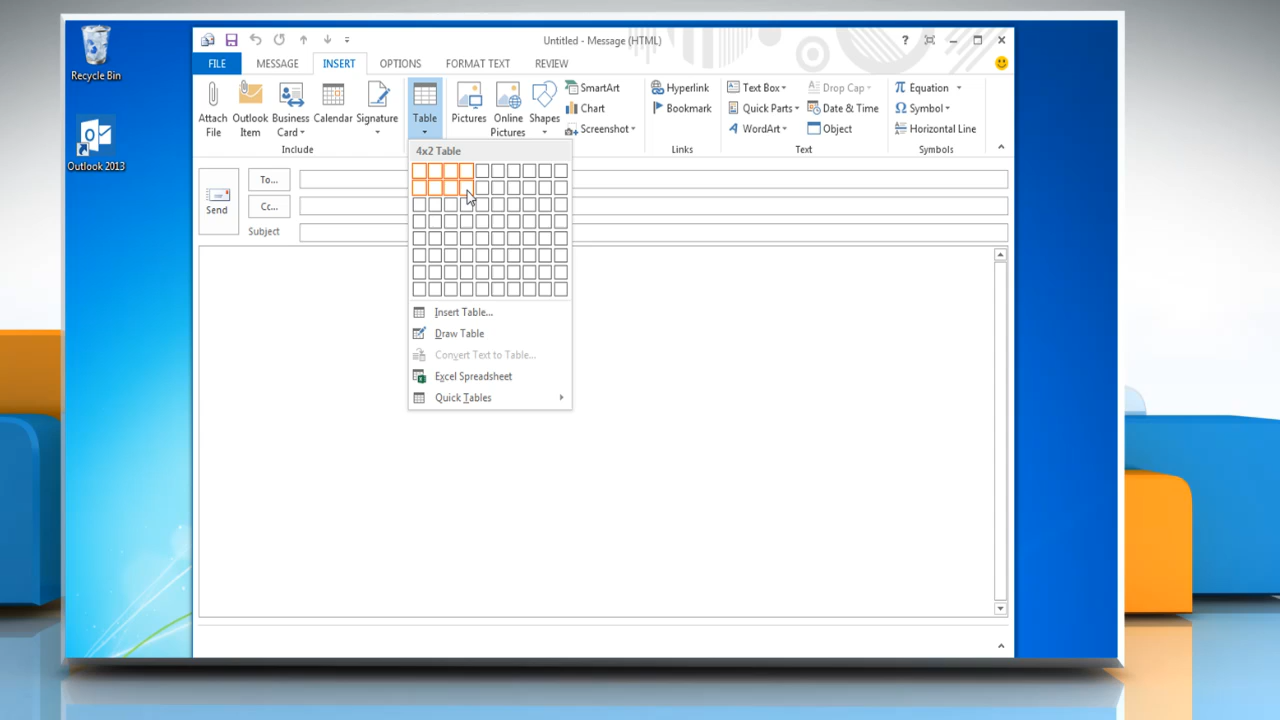 Recycle Bin
Outlook 2013
Untitled - Message (HTML)
?
FILE MESSAGE INSERT OPTIONS FORMAT TEXT REVIEW
Attach File
Outlook Item
Business Card
Calendar
Signature
Include
Table
Pictures
Online Pictures
Shapes
SmartArt
Chart
Screenshot
Hyperlink
Bookmark
Links
Text Box
Quick Parts
WordArt
Drop Cap
Date & Time
Object
Text
Equation
Symbol
Horizontal Line
Symbols
4x2 Table
Insert Table...
Draw Table
Convert Text to Table...
Excel Spreadsheet
Quick Tables
Send
To...
Cc...
Subject